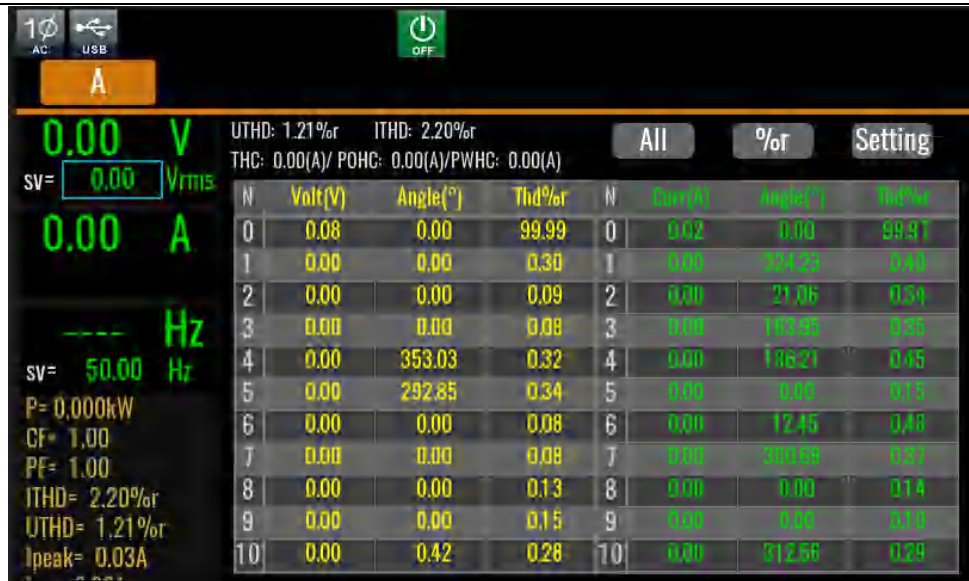 1Ø
AC
USB
OFF
A
0.00 V
sv= 0.00 Vrms
0.00 A
---- Hz
sv= 50.00 Hz
P= 0,000kW
CF= 1,00
PF= 1,00
ITHD= 2.20%r
UTHD= 1.21%r
Ipeak= 0.03A
UTHD: 1.21%r ITHD: 2.20%r
THC: 0.00(A)/ POHC: 0.00(A)/PWHC: 0.00(A)
All %r Setting
N Volt(V) Angle(°) Thd%r N Curr(A) Angle(°) Thd%r
0 0.08 0.00 99.99 0 0.02 0.00 99.91
1 0.00 0.00 0.30 1 0.00 324.23 0.40
2 0.00 0.00 0.09 2 0.00 21.06 0.34
3 0.00 0.00 0.08 3 0.00 0.35
4 0.00 353.03 0.32 4 0.00 186.21 0.45
5 0.00 292.85 0.34 5 0.00 0.00 0.15
6 0.00 0.00 0.08 6 0.00 12.45 0.48
7 0.00 0.00 0.08 7 0.00
8 0.00 0.00 0.13 8 0.00 0.00 0.14
9 0.00 0.00 0.15 9 0.00 0.00 0.10
10 0.00 0.42 0.28 10 0.00 312.56 0.29